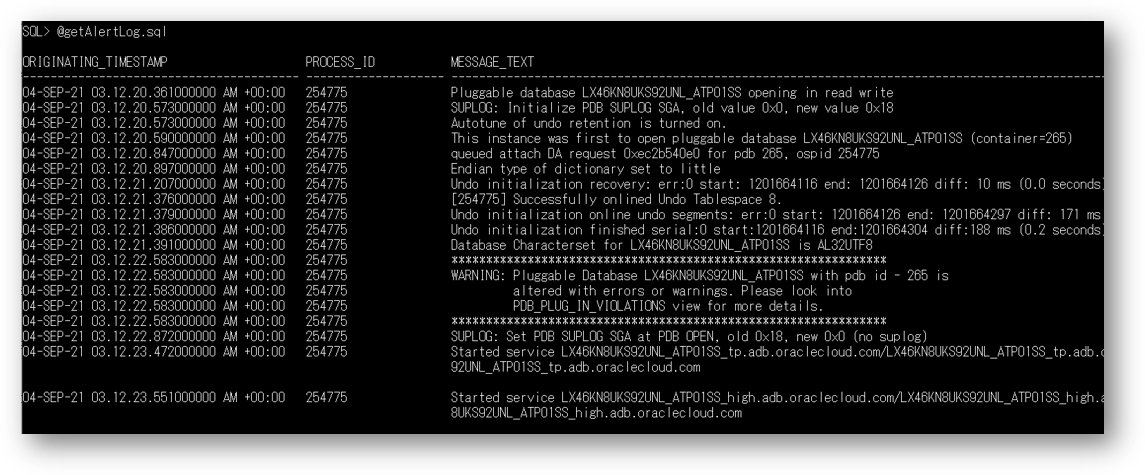 SQL> @getAlertLog.sql
ORIGINATING_TIMESTAMP PROCESS_ID MESSAGE_TEXT
04-SEP-21 03.12.20.361000000 AM +00:00 254775 Pluggable database LX46KN8UKS92UNL_ATP01SS opening in read write
04-SEP-21 03.12.20.573000000 AM +00:00 254775 SUPLOG: Initialize PDB SUPLOG SGA, old value 0x0, new value 0x18
04-SEP-21 03.12.20.573000000 AM +00:00 254775 Autotune of undo retention is turned on.
04-SEP-21 03.12.20.590000000 AM +00:00 254775 This instance was first to open pluggable database LX46KN8UKS92UNL_ATP01SS (container=265)
04-SEP-21 03.12.20.847000000 AM +00:00 254775 queued attach DA request 0xec2b540e0 for pdb 265, ospid 254775
04-SEP-21 03.12.20.897000000 AM +00:00 254775 Endian type of dictionary set to little
04-SEP-21 03.12.21.207000000 AM +00:00 254775 Undo initialization recovery: err:0 start: 1201664116 end: 1201664126 diff: 10 ms (0.0 seconds)
04-SEP-21 03.12.21.376000000 AM +00:00 254775 [254775] Successfully onlined Undo Tablespace 8.
04-SEP-21 03.12.21.379000000 AM +00:00 254775 Undo initialization online undo segments: err:0 start: 1201664126 end: 1201664297 diff: 171 ms
04-SEP-21 03.12.21.386000000 AM +00:00 254775 Undo initialization finished serial:0 start:1201664116 end:1201664304 diff:188 ms (0.2 seconds)
04-SEP-21 03.12.21.391000000 AM +00:00 254775 Database Characterset for LX46KN8UKS92UNL_ATP01SS is AL32UTF8
04-SEP-21 03.12.22.583000000 AM +00:00 254775 ***************************************************************
04-SEP-21 03.12.22.583000000 AM +00:00 254775 WARNING: Pluggable Database LX46KN8UKS92UNL_ATP01SS with pdb id - 265 is
04-SEP-21 03.12.22.583000000 AM +00:00 254775 altered with errors or warnings. Please look into
04-SEP-21 03.12.22.583000000 AM +00:00 254775 PDB_PLUG_IN_VIOLATIONS view for more details.
04-SEP-21 03.12.22.583000000 AM +00:00 254775 ***************************************************************
04-SEP-21 03.12.22.872000000 AM +00:00 254775 SUPLOG: Set PDB SUPLOG SGA at PDB OPEN, old 0x18, new 0x0 (no suplog)
04-SEP-21 03.12.23.472000000 AM +00:00 254775 Started service LX46KN8UKS92UNL_ATP01SS_tp.adb.oraclecloud.com/LX46KN8UKS92UNL_ATP01SS_tp.adb.
92UNL_ATP01SS_tp.adb.oraclecloud.com
04-SEP-21 03.12.23.551000000 AM +00:00 254775 Started service LX46KN8UKS92UNL_ATP01SS_high.adb.oraclecloud.com/LX46KN8UKS92UNL_ATP01SS_high.
8UKS92UNL_ATP01SS_high.adb.oraclecloud.com